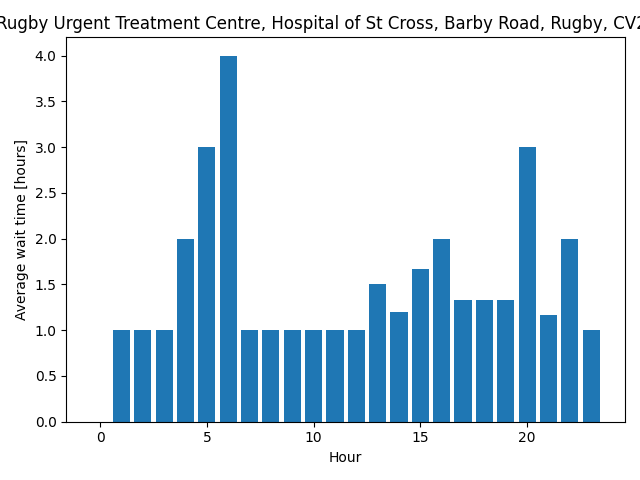 Rugby Urgent Treatment Centre, Hospital of St Cross, Barby Road, Rugby, CV2
Average wait time [hours]
4.0
3.5
3.0
2.5
2.0
1.5
1.0
0.5
0.0
0 5 10 15 20
Hour